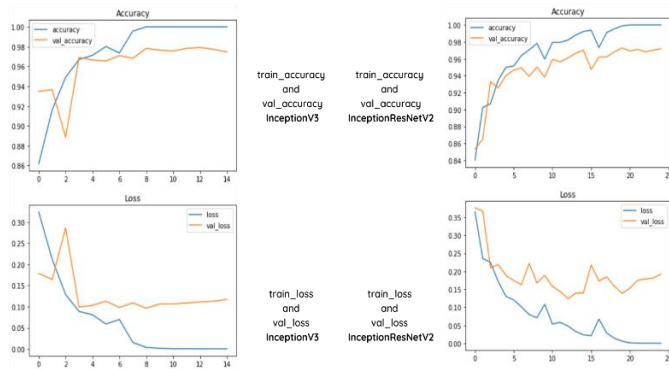 Accuracy
accuracy
val_accuracy
1.00
0.98
0.96
0.94
0.92
0.90
0.88
0.86
0 2 4 6 8 10 12 14
train_accuracy
and
val_accuracy
InceptionV3
train_accuracy
and
val_accuracy
InceptionResNetV2
Accuracy
accuracy
val_accuracy
1.00
0.98
0.96
0.94
0.92
0.90
0.88
0.86
0.84
0 5 10 15 20 25
Loss
loss
val_loss
0.30
0.25
0.20
0.15
0.10
0.05
0.00
0 2 4 6 8 10 12 14
train_loss
and
val_loss
InceptionV3
train_loss
and
val_loss
InceptionResNetV2
Loss
loss
val_loss
0.35
0.30
0.25
0.20
0.15
0.10
0.05
0.00
0 5 10 15 20